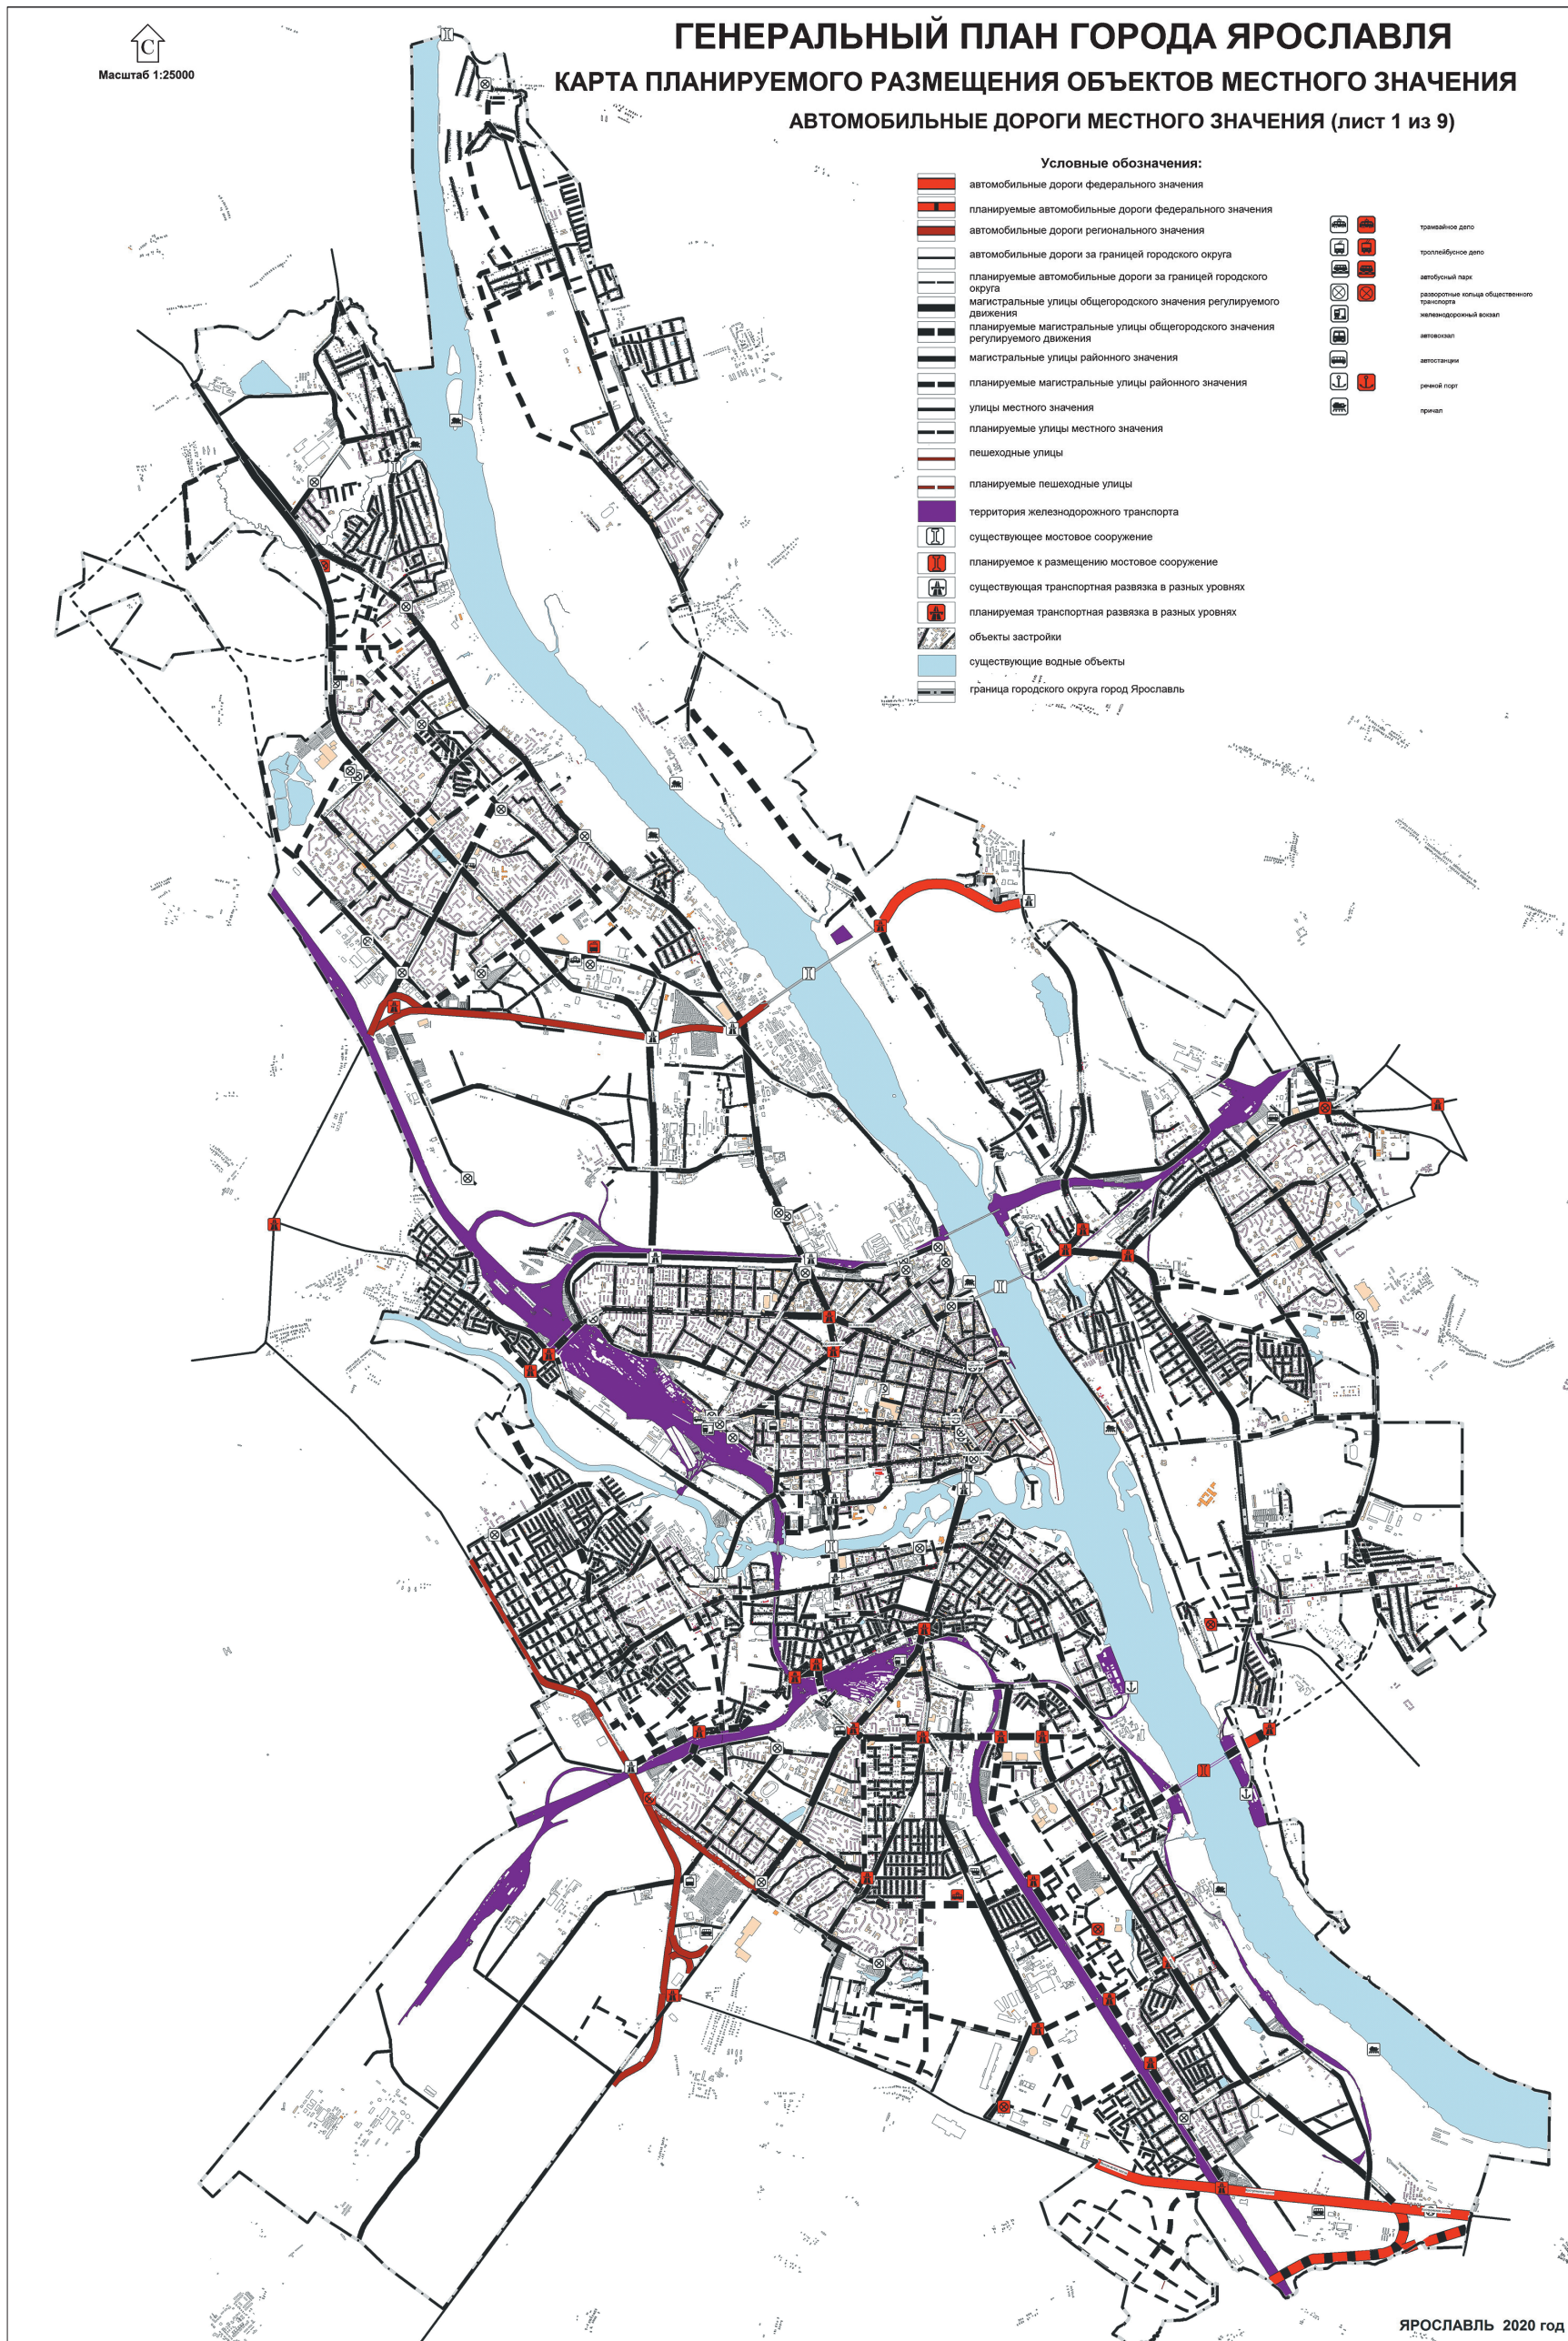 С
Масштаб 1:25000
ГЕНЕРАЛЬНЫЙ ПЛАН ГОРОДА ЯРОСЛАВЛЯ
КАРТА ПЛАНИРУЕМОГО РАЗМЕЩЕНИЯ ОБЪЕКТОВ МЕСТНОГО ЗНАЧЕНИЯ
АВТОМОБИЛЬНЫЕ ДОРОГИ МЕСТНОГО ЗНАЧЕНИЯ (лист 1 из 9)
Условные обозначения:
автомобильные дороги федерального значения
планируемые автомобильные дороги федерального значения
автомобильные дороги регионального значения
автомобильные дороги за границей городского округа
планируемые автомобильные дороги за границей городского
округа
магистральные улицы общегородского значения регулируемого
движения
планируемые магистральные улицы общегородского значения
регулируемого движения
магистральные улицы районного значения
планируемые магистральные улицы районного значения
улицы местного значения
планируемые улицы местного значения
пешеходные улицы
планируемые пешеходные улицы
территория железнодорожного транспорта
существующее мостовое сооружение
планируемое к размещению мостовое сооружение
существующая транспортная развязка в разных уровнях
планируемая транспортная развязка в разных уровнях
объекты застройки
существующие водные объекты
граница городского округа город Ярославль
трамвайное депо
троллейбусное депо
автобусный парк
разворотные кольца общественного
транспорта
железнодорожный вокзал
автовокзал
автостанции
речной порт
причал
ЯРОСЛАВЛЬ 2020 год